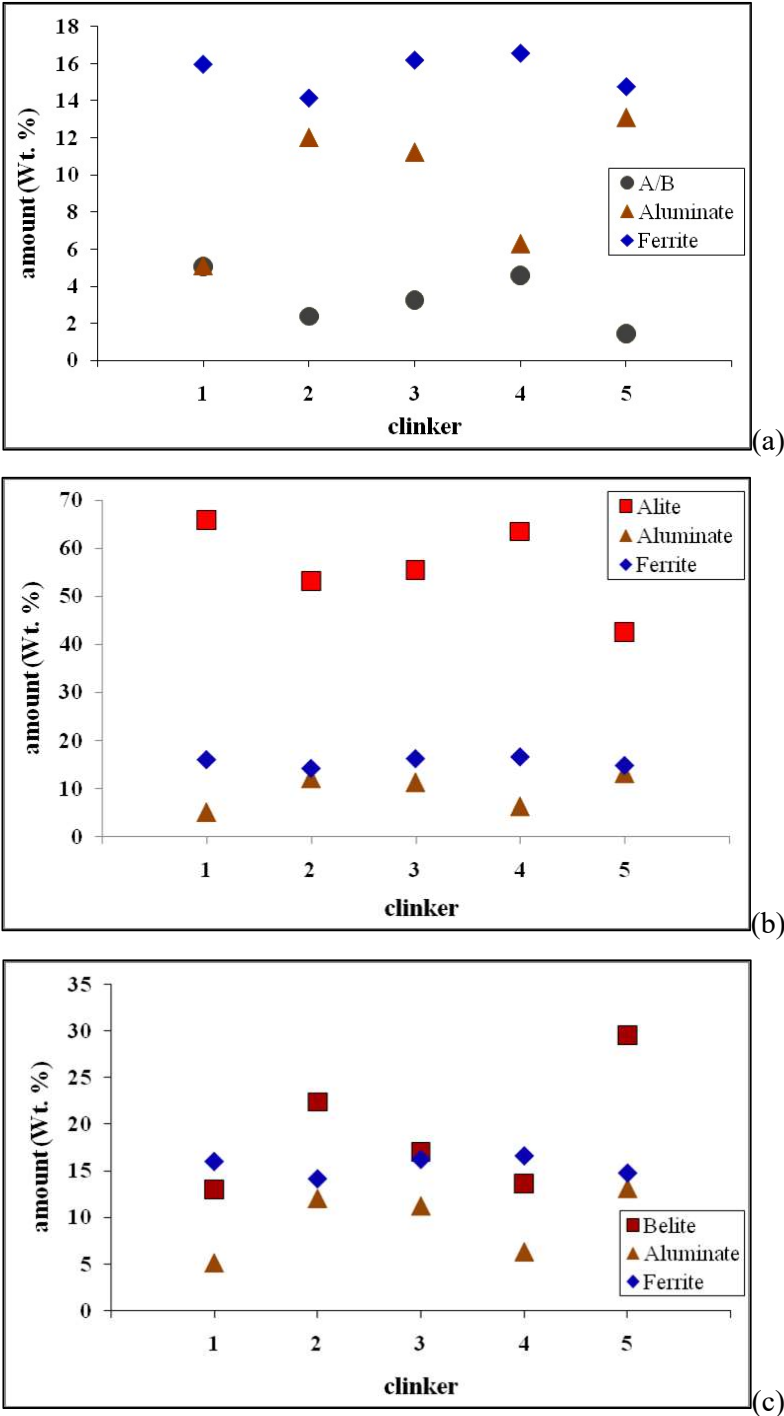 18
16
14
12
10
8
6
4
2
0
amount (Wt. %)
A/B
Aluminate
Ferrite
1 2 3 4 5
clinker
(a)
70
60
50
40
30
20
10
0
amount (Wt. %)
Alite
Aluminate
Ferrite
1 2 3 4 5
clinker
(b)
35
30
25
20
15
10
5
0
amount (Wt. %)
Belite
Aluminate
Ferrite
1 2 3 4 5
clinker
(c)